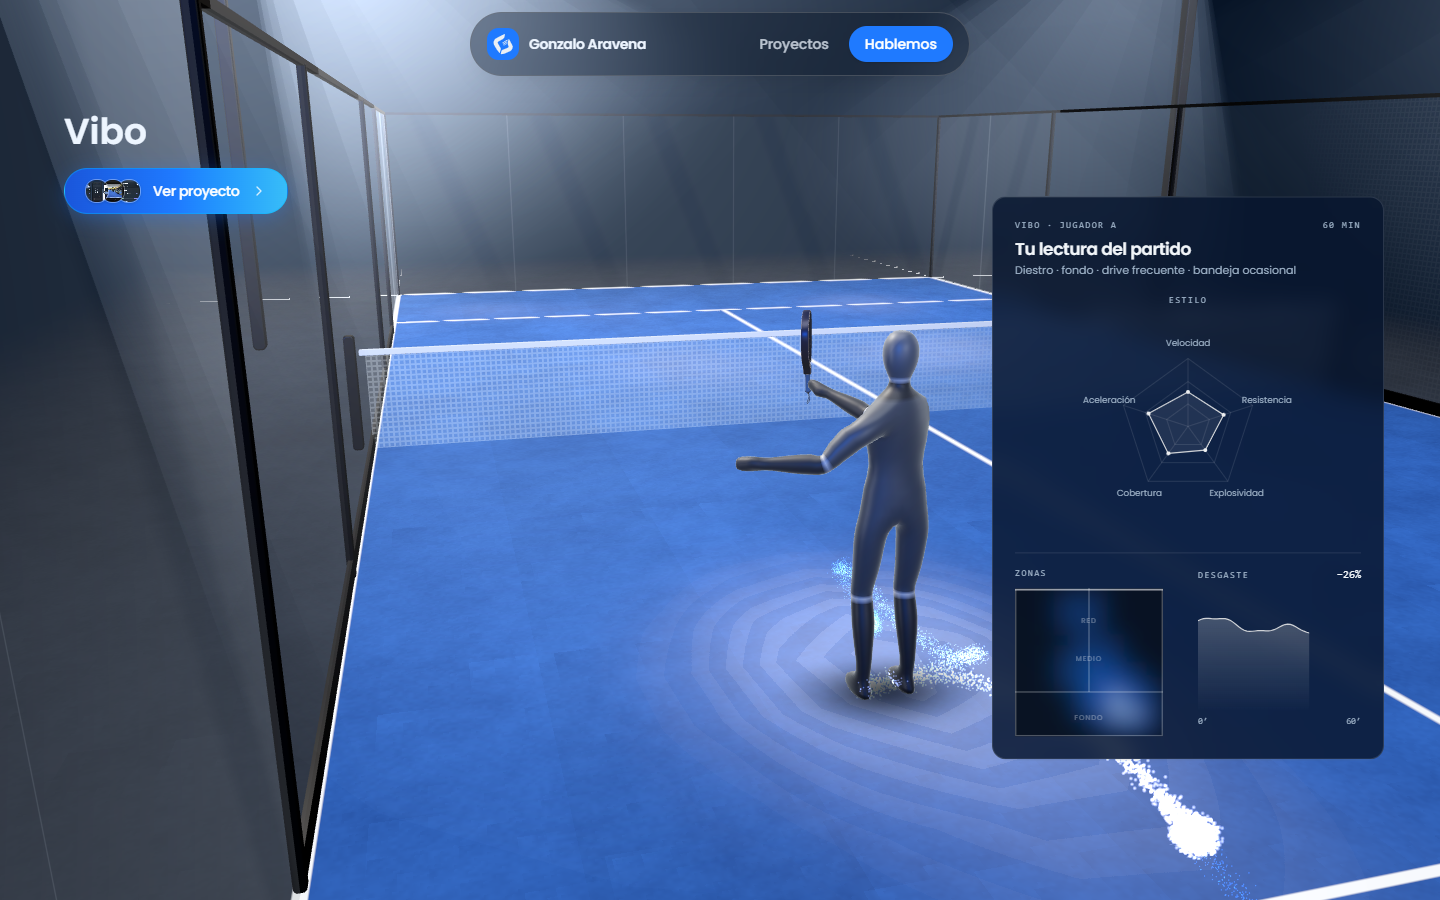 Gonzalo Aravena
Proyectos
Hablemos
Vibo
Ver proyecto
VIBO · JUGADOR A
60 MIN
Tu lectura del partido
Diestro · fondo · drive frecuente · bandeja ocasional
ESTILO
Velocidad
Aceleración
Resistencia
Cobertura
Explosividad
ZONAS
RED
MEDIO
FONDO
DESGASTE
−26%
0’
60’